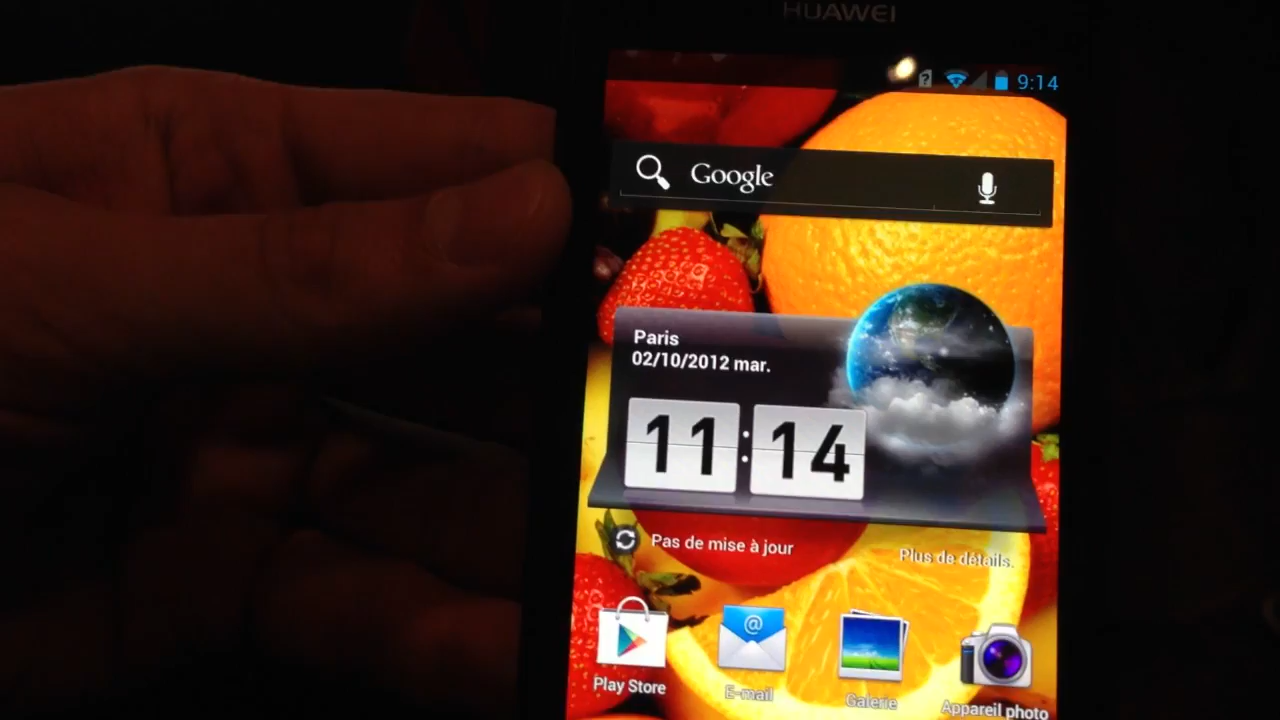 HUAWEI
9:14
Google
Paris
02/10/2012 mar.
11:14
Pas de mise à jour
Plus de détails.
Play Store
E-mail
Galerie
Appareil photo